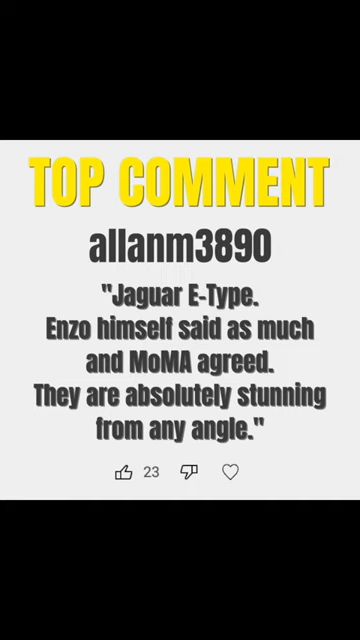 TOP COMMENT
allanm3890
"Jaguar E-Type.
Enzo himself said as much
and MoMA agreed.
They are absolutely stunning
from any angle."
23